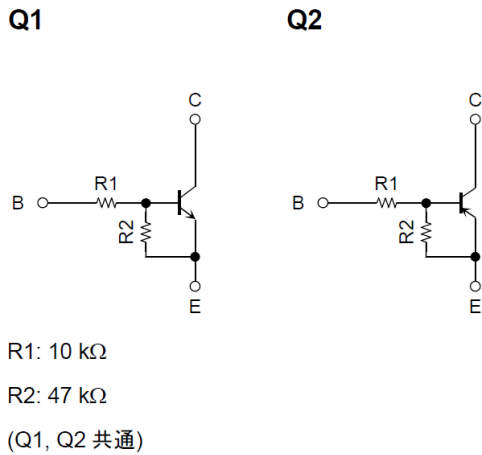 Q1 Q2
C C
R1 R1
B B
R2 R2
E E
R1: 10 kΩ
R2: 47 kΩ
(Q1, Q2 共通)